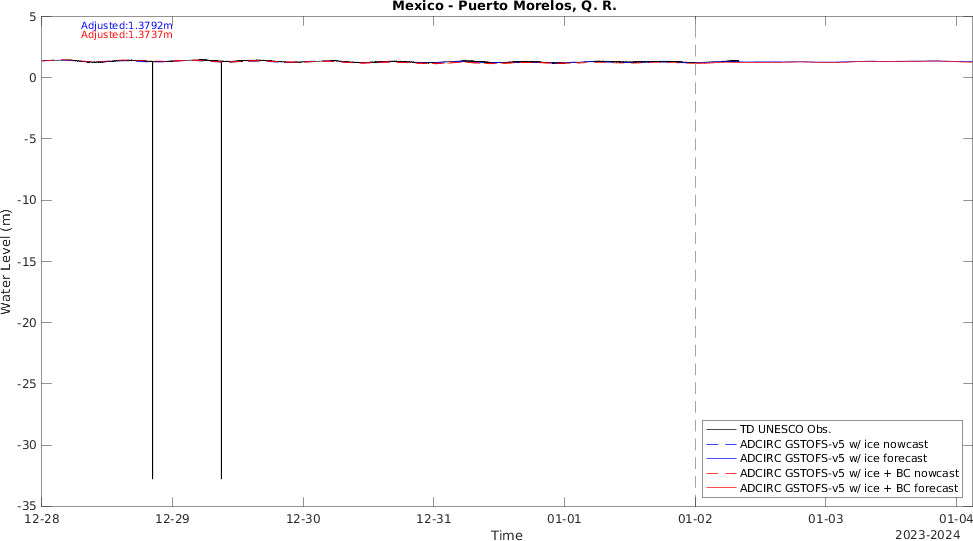 Mexico - Puerto Morelos, Q. R.
Adjusted:1.3792m
Adjusted:1.3737m
5
0
-5
-10
-15
-20
-25
-30
-35
Water Level (m)
TD UNESCO Obs.
ADCIRC GSTOFS-v5 w/ ice nowcast
ADCIRC GSTOFS-v5 w/ ice forecast
ADCIRC GSTOFS-v5 w/ ice + BC nowcast
ADCIRC GSTOFS-v5 w/ ice + BC forecast
12-28 12-29 12-30 12-31 01-01 01-02 01-03 01-04
Time
2023-2024